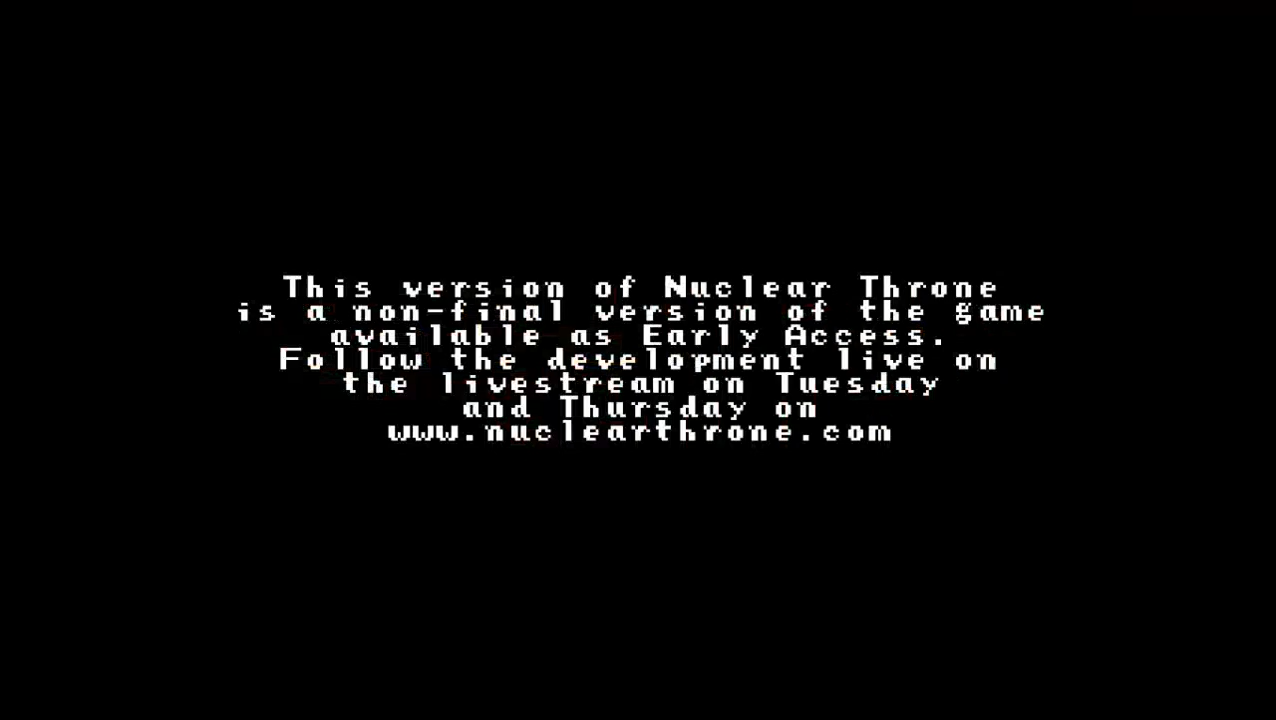 This version of Nuclear Throne
is a non-final version of the game
available as Early Access.
Follow the development live on
the livestream on Tuesday
and Thursday on
www.nuclearthrone.com